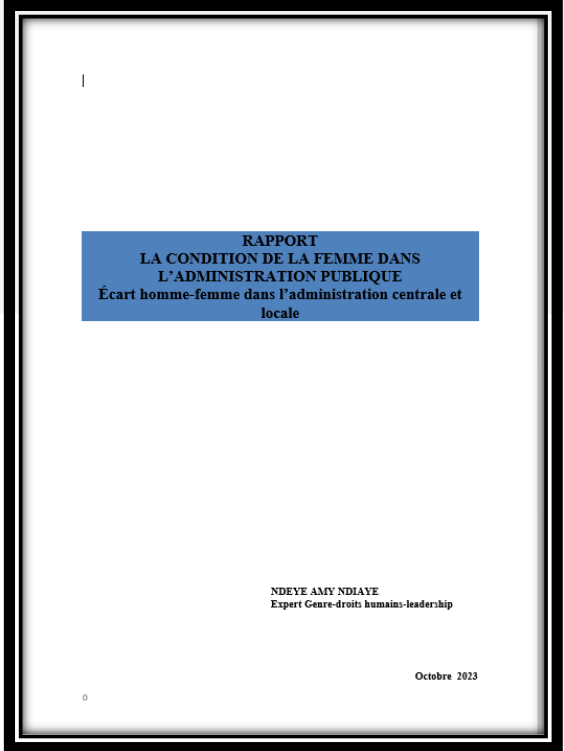 RAPPORT
LA CONDITION DE LA FEMME DANS
L’ADMINISTRATION PUBLIQUE
Écart homme-femme dans l’administration centrale et
locale
NDEYE AMY NDIAYE
Expert Genre-droits humains-leadership
Octobre 2023
0